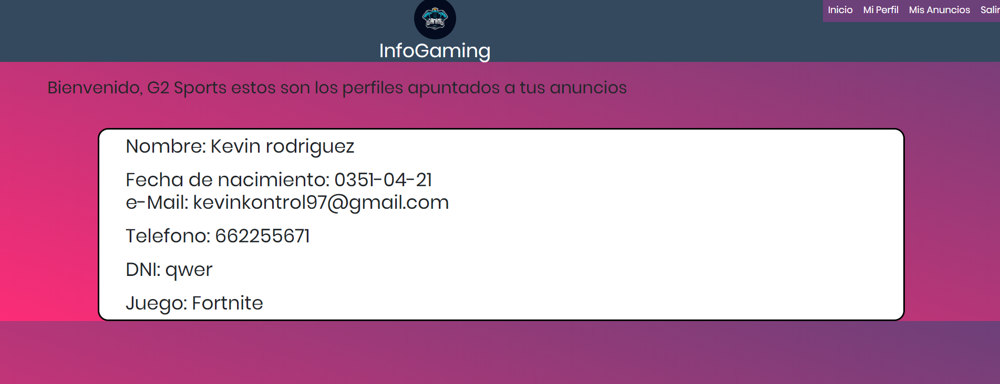 GAMING
Inicio Mi Perfil Mis Anuncios Salir
InfoGaming
Bienvenido, G2 Sports estos son los perfiles apuntados a tus anuncios
Nombre: Kevin rodriguez
Fecha de nacimiento: 0351-04-21
e-Mail: kevinkontrol97@gmail.com
Telefono: 662255671
DNI: qwer
Juego: Fortnite